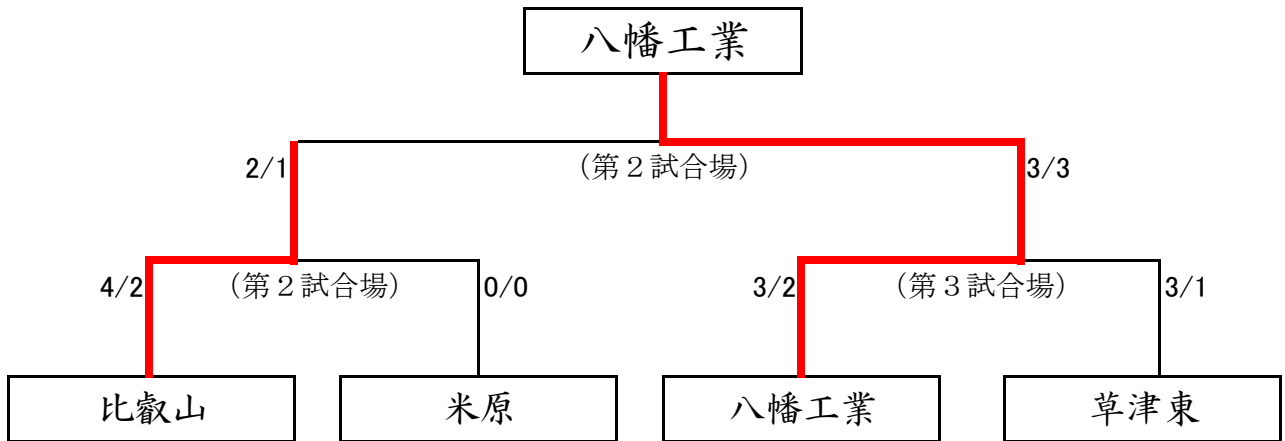 八幡工業
2/1
(第２試合場)
3/3
4/2
(第２試合場)
0/0
3/2
(第３試合場)
3/1
比叡山
米原
八幡工業
草津東